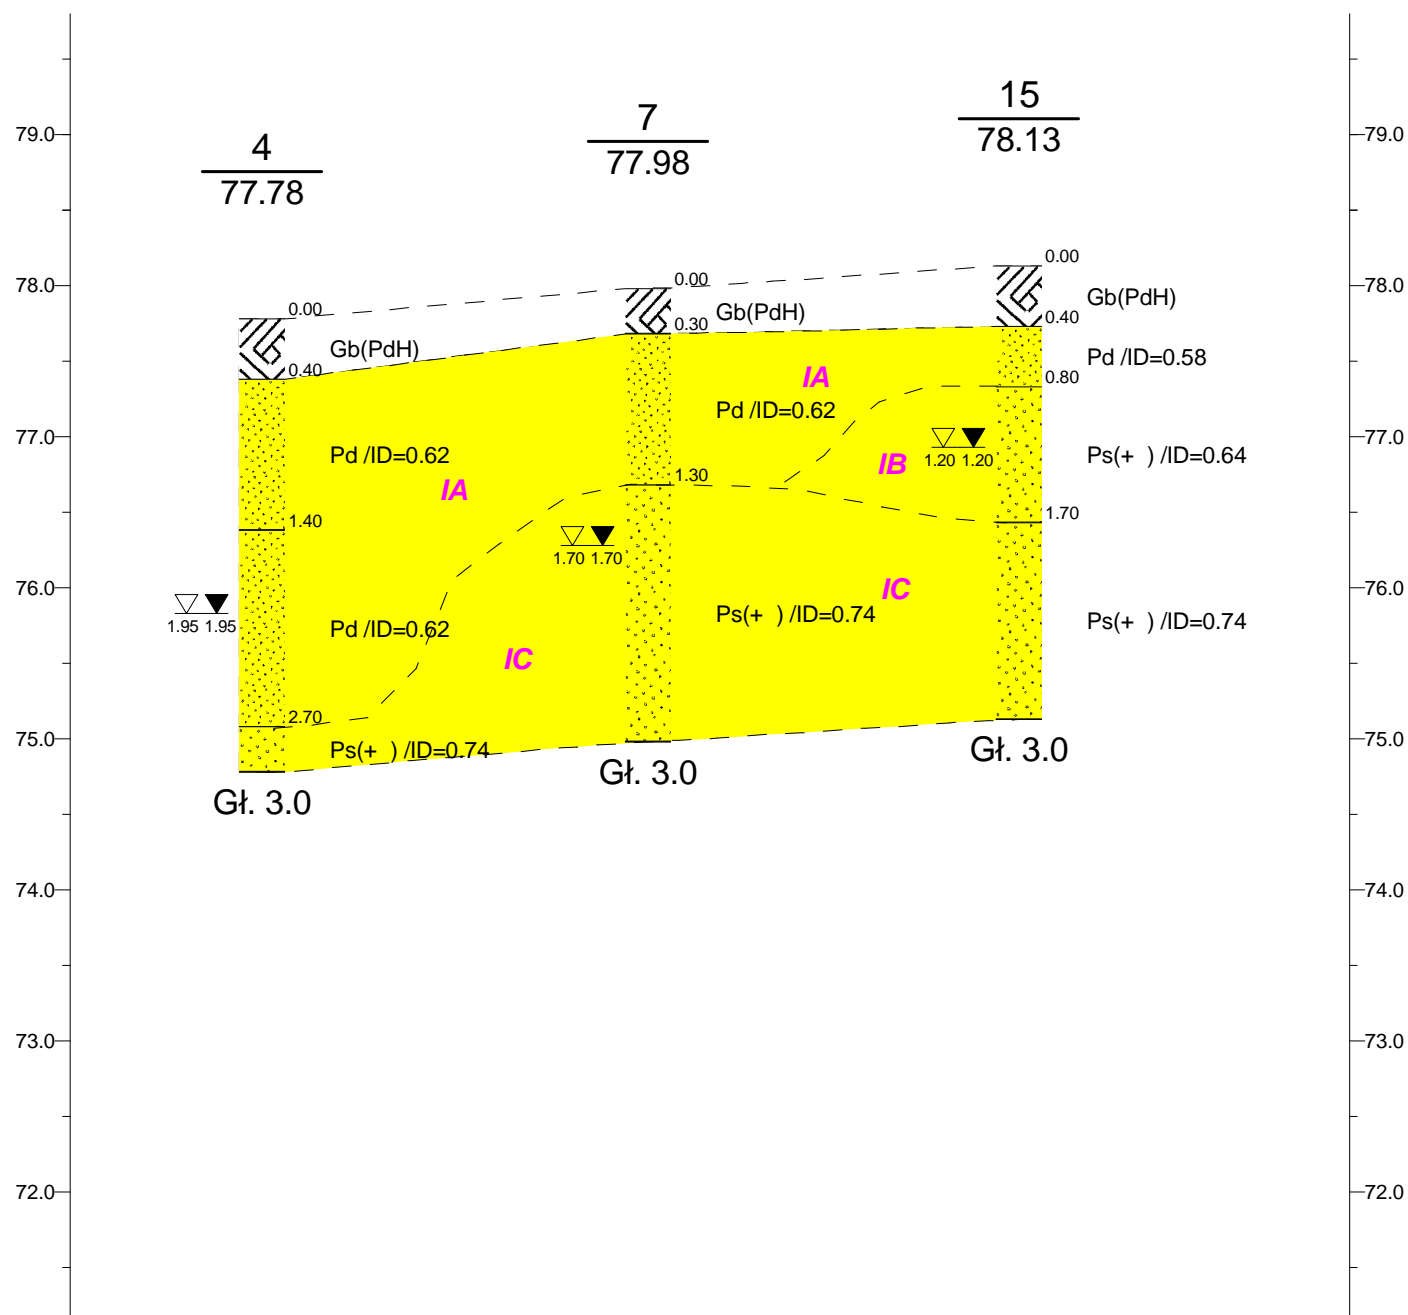 15
7
79.0
79.0
78.13
4
77.98
77.78
0.00
0.00
78.0
78.0
Gb(PdH)
0.00
Gb(PdH)
0.40
0.30
Gb(PdH)
Pd /ID=0.58
0.40
IA
0.80
Pd /ID=0.62
77.0
77.0
Pd /ID=0.62
IB
1.20 1.20
Ps(+ ) /ID=0.64
1.30
IA
1.70
1.40
1.70 1.70
76.0
76.0
IC
Ps(+ ) /ID=0.74
Ps(+ ) /ID=0.74
1.95 1.95
Pd /ID=0.62
IC
2.70
75.0
75.0
Ps(+ ) /ID=0.74
Gł. 3.0
Gł. 3.0
Gł. 3.0
74.0
74.0
73.0
73.0
72.0
72.0